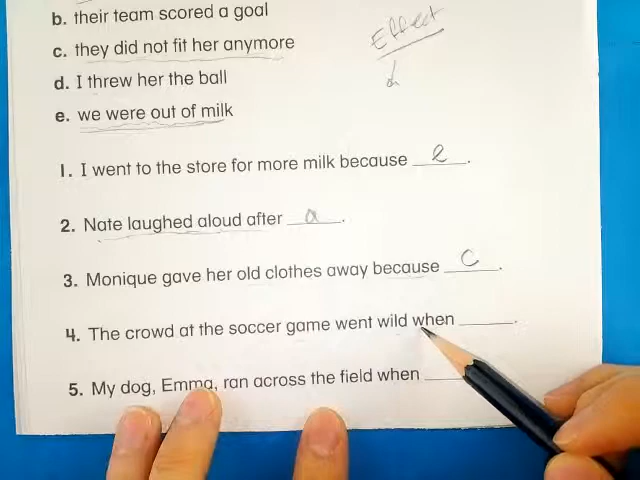 b. their team scored a goal
c. they did not fit her anymore
d. I threw her the ball
e. we were out of milk
Effect
1. I went to the store for more milk because e.
2. Nate laughed aloud after a.
3. Monique gave her old clothes away because C.
4. The crowd at the soccer game went wild when ______.
5. My dog, Emma, ran across the field when ____